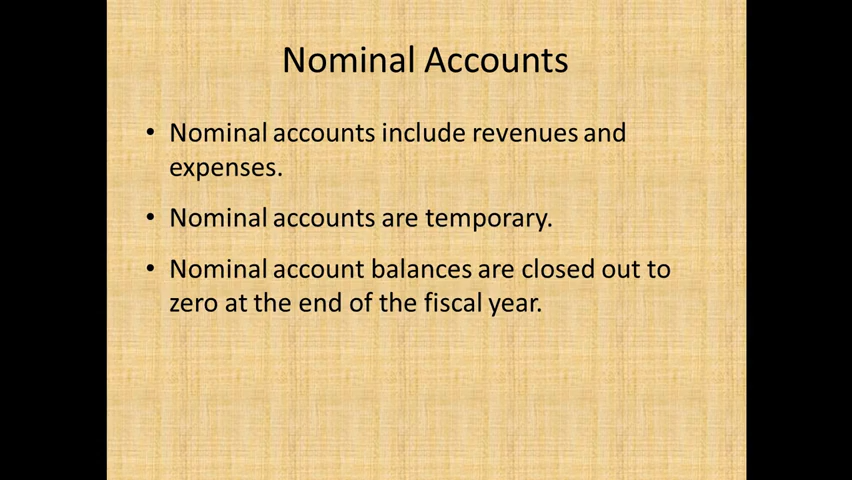 Nominal Accounts
• Nominal accounts include revenues and
expenses.
• Nominal accounts are temporary.
• Nominal account balances are closed out to
zero at the end of the fiscal year.